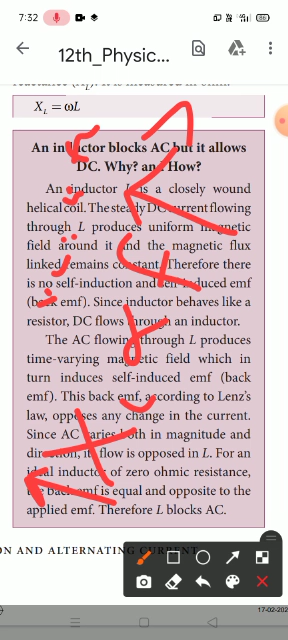 7:32
12th_Physic...
X_L = ωL
An inductor blocks AC but it allows
DC. Why? and How?
An inductor L is a closely wound
helical coil. The steady DC current flowing
through L produces uniform magnetic
field around it and the magnetic flux
linked remains constant. Therefore there
is no self-induction and self-induced emf
(back emf). Since inductor behaves like a
resistor, DC flows through an inductor.
The AC flowing through L produces
time-varying magnetic field which in
turn induces self-induced emf (back
emf). This back emf, according to Lenz's
law, opposes any change in the current.
Since AC varies both in magnitude and
direction, its flow is opposed in L. For an
ideal inductor of zero ohmic resistance,
the back emf is equal and opposite to the
applied emf. Therefore L blocks AC.
ON AND ALTERNATING CURRENT
17-02-202